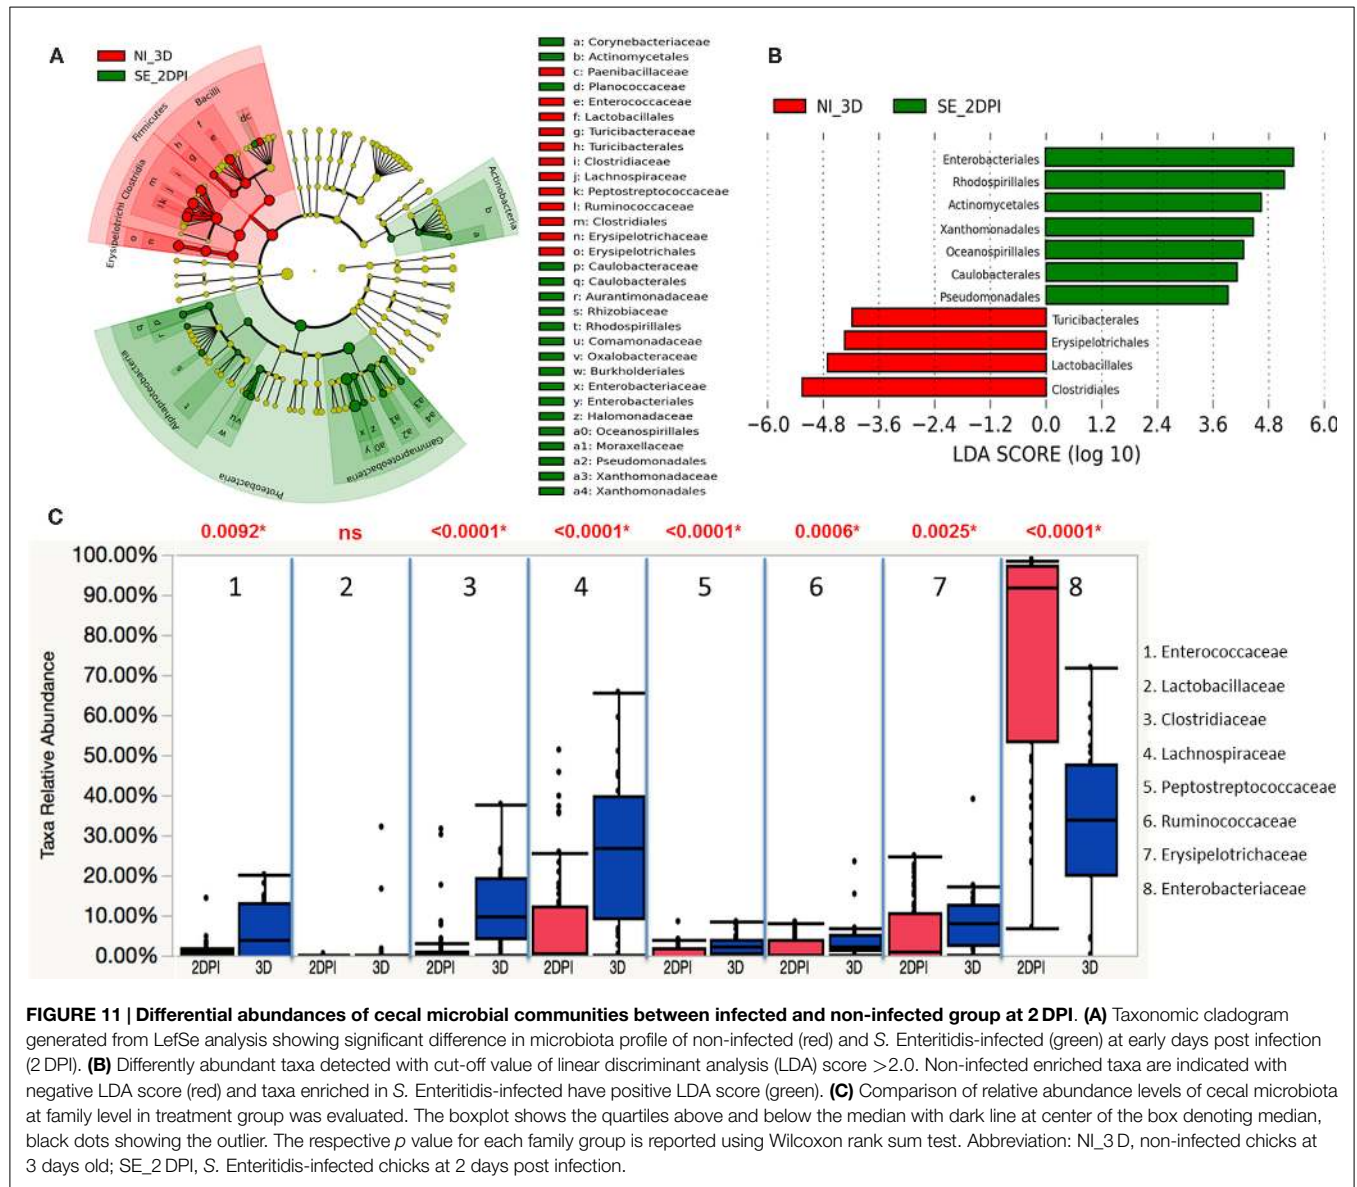 A
NI_3D
SE_2DPI
Firmicutes
Bacilli
Clostridia
Erysipelotrichi
h
g
f
e
dc
m
l
i
jk
o
n
Actinobacteria
b
a
q
p
Alphaproteobacteria
Proteobacteria
w
vu
x
y
z
a0
a2
a3
a4
Gammaproteobacteria
a: Corynebacteriaceae
b: Actinomycetales
c: Paenibacillaceae
d: Planococcaceae
e: Enterococcaceae
f: Lactobacillales
g: Turicibacteraceae
h: Turicibacterales
i: Clostridiaceae
j: Lachnospiraceae
k: Peptostreptococcaceae
l: Ruminococcaceae
m: Clostridiales
n: Erysipelotrichaceae
o: Erysipelotrichales
p: Caulobacteraceae
q: Caulobacterales
r: Aurantimonadaceae
s: Rhizobiaceae
t: Rhodospirillales
u: Comamonadaceae
v: Oxalobacteraceae
w: Burkholderiales
x: Enterobacteriaceae
y: Enterobacteriales
z: Halomonadaceae
a0: Oceanospirillales
a1: Moraxellaceae
a2: Pseudomonadales
a3: Xanthomonadaceae
a4: Xanthomonadales
B
NI_3D SE_2DPI
Enterobacteriales
Rhodospirillales
Actinomycetales
Xanthomonadales
Oceanospirillales
Caulobacterales
Pseudomonadales
Turicibacterales
Erysipelotrichales
Lactobacillales
Clostridiales
−6.0 −4.8 −3.6 −2.4 −1.2 0.0 1.2 2.4 3.6 4.8 6.0
LDA SCORE (log 10)
C
0.0092* ns <0.0001* <0.0001* <0.0001* 0.0006* 0.0025* <0.0001*
1 2 3 4 5 6 7 8
Taxa Relative Abundance
100.00%
90.00%
80.00%
70.00%
60.00%
50.00%
40.00%
30.00%
20.00%
10.00%
0.00%
2DPI 3D 2DPI 3D 2DPI 3D 2DPI 3D 2DPI 3D 2DPI 3D 2DPI 3D 2DPI 3D
1. Enterococcaceae
2. Lactobacillaceae
3. Clostridiaceae
4. Lachnospiraceae
5. Peptostreptococcaceae
6. Ruminococcaceae
7. Erysipelotrichaceae
8. Enterobacteriaceae
FIGURE 11 | Differential abundances of cecal microbial communities between infected and non-infected group at 2 DPI. (A) Taxonomic cladogram
generated from LefSe analysis showing significant difference in microbiota profile of non-infected (red) and S. Enteritidis-infected (green) at early days post infection
(2 DPI). (B) Differently abundant taxa detected with cut-off value of linear discriminant analysis (LDA) score >2.0. Non-infected enriched taxa are indicated with
negative LDA score (red) and taxa enriched in S. Enteritidis-infected have positive LDA score (green). (C) Comparison of relative abundance levels of cecal microbiota
at family level in treatment group was evaluated. The boxplot shows the quartiles above and below the median with dark line at center of the box denoting median,
black dots showing the outlier. The respective p value for each family group is reported using Wilcoxon rank sum test. Abbreviation: NI_3 D, non-infected chicks at
3 days old; SE_2 DPI, S. Enteritidis-infected chicks at 2 days post infection.